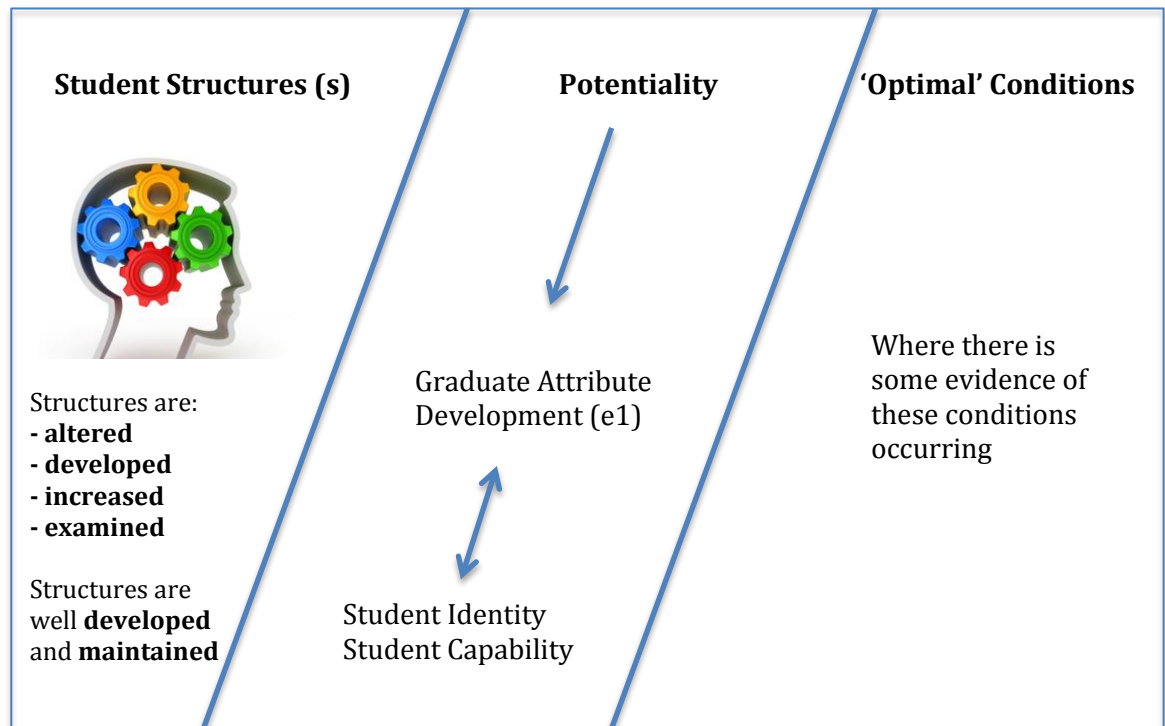 Student Structures (s)
Potentiality
‘Optimal’ Conditions
Structures are:
- altered
- developed
- increased
- examined
Structures are
well developed
and maintained
Graduate Attribute
Development (e1)
Student Identity
Student Capability
Where there is
some evidence of
these conditions
occurring